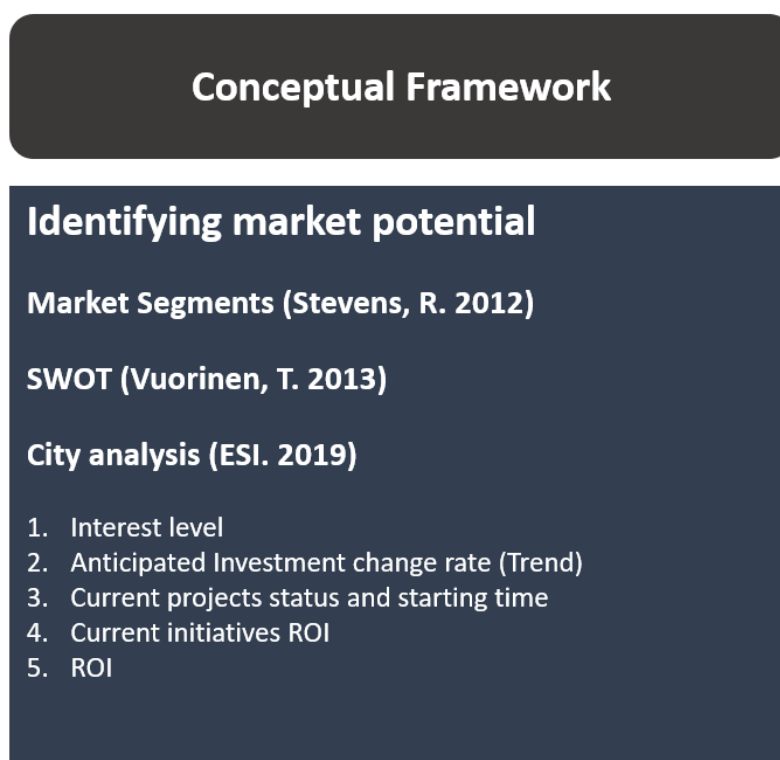 Conceptual Framework
Identifying market potential
Market Segments (Stevens, R. 2012)
SWOT (Vuorinen, T. 2013)
City analysis (ESI. 2019)
1. Interest level
2. Anticipated Investment change rate (Trend)
3. Current projects status and starting time
4. Current initiatives ROI
5. ROI